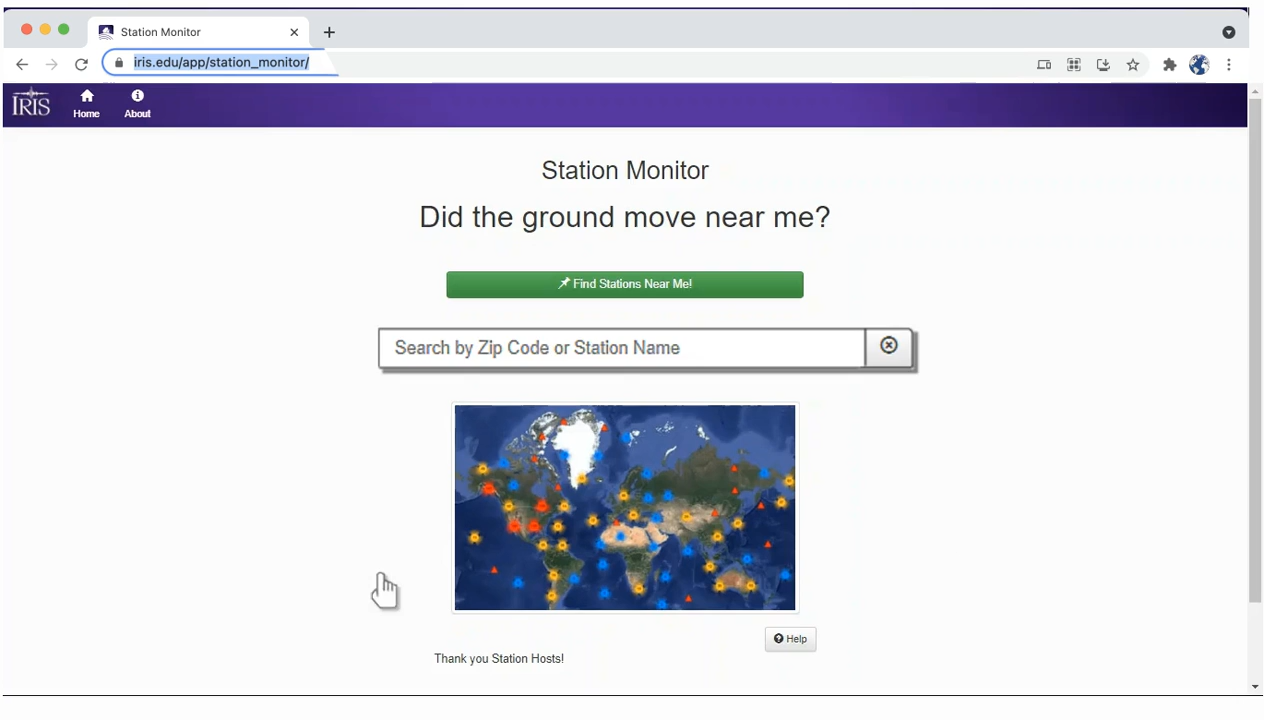 Station Monitor
iris.edu/app/station_monitor/
IRIS
Home
About
Station Monitor
Did the ground move near me?
Find Stations Near Me!
Search by Zip Code or Station Name
Help
Thank you Station Hosts!